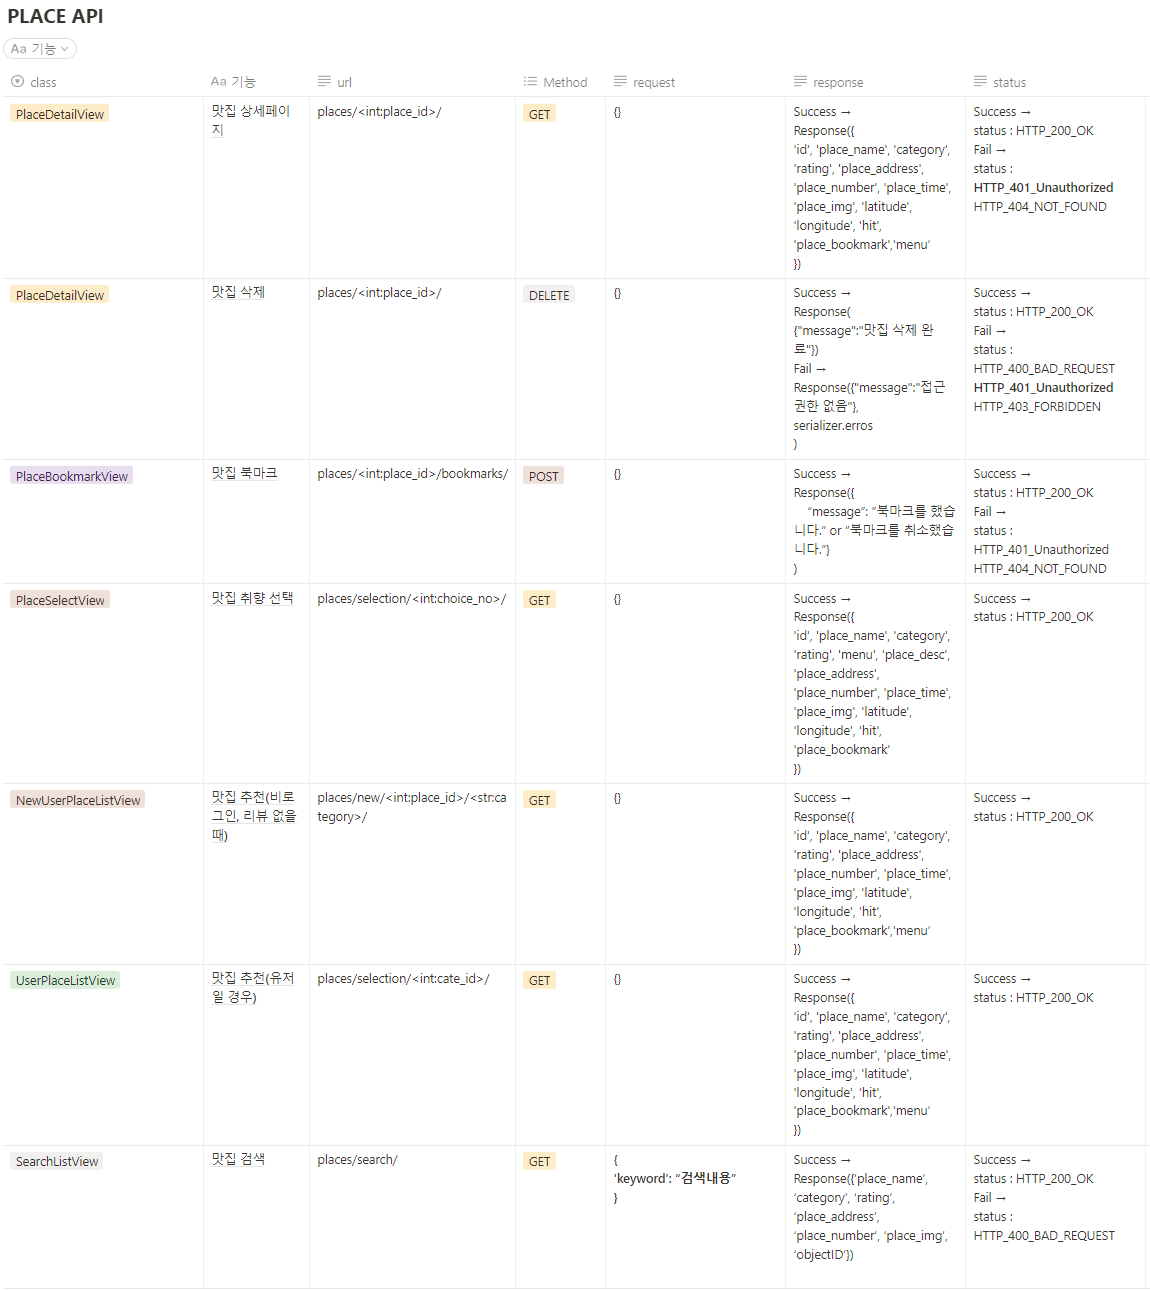 PLACE API
Aa 기능
class
Aa 기능
url
Method
request
response
status
PlaceDetailView
맛집 상세페이
지
places/<int:place_id>/
GET
{}
Success →
Response({
'id', 'place_name', 'category',
'rating', 'place_address',
'place_number', 'place_time',
'place_img', 'latitude',
'longitude', 'hit',
'place_bookmark','menu’
})
Success →
status : HTTP_200_OK
Fail →
status :
HTTP_401_Unauthorized
HTTP_404_NOT_FOUND
PlaceDetailView
맛집 삭제
places/<int:place_id>/
DELETE
{}
Success →
Response(
{"message":"맛집 삭제 완
료"})
Fail →
Response({"message":"접근
권한 없음"},
serializer.erros
)
Success →
status : HTTP_200_OK
Fail →
status :
HTTP_400_BAD_REQUEST
HTTP_401_Unauthorized
HTTP_403_FORBIDDEN
PlaceBookmarkView
맛집 북마크
places/<int:place_id>/bookmarks/
POST
{}
Success →
Response({
“message”: “북마크를 했습
니다.” or “북마크를 취소했습
니다.”}
)
Success →
status : HTTP_200_OK
Fail →
status :
HTTP_401_Unauthorized
HTTP_404_NOT_FOUND
PlaceSelectView
맛집 취향 선택
places/selection/<int:choice_no>/
GET
{}
Success →
Response({
'id', 'place_name', 'category',
'rating', 'menu', 'place_desc',
'place_address',
'place_number', 'place_time',
'place_img', 'latitude',
'longitude', 'hit',
'place_bookmark'
})
Success →
status : HTTP_200_OK
NewUserPlaceListView
맛집 추천(비로
그인, 리뷰 없을
때)
places/new/<int:place_id>/<str:ca
tegory>/
GET
{}
Success →
Response({
'id', 'place_name', 'category',
'rating', 'place_address',
'place_number', 'place_time',
'place_img', 'latitude',
'longitude', 'hit',
'place_bookmark','menu’
})
Success →
status : HTTP_200_OK
UserPlaceListView
맛집 추천(유저
일 경우)
places/selection/<int:cate_id>/
GET
{}
Success →
Response({
'id', 'place_name', 'category',
'rating', 'place_address',
'place_number', 'place_time',
'place_img', 'latitude',
'longitude', 'hit',
'place_bookmark','menu’
})
Success →
status : HTTP_200_OK
SearchListView
맛집 검색
places/search/
GET
{
'keyword’: “검색내용”
}
Success →
Response({'place_name’,
‘category’, ‘rating’,
‘place_address’,
‘place_number’, ‘place_img’,
‘objectID’})
Success →
status : HTTP_200_OK
Fail →
status :
HTTP_400_BAD_REQUEST